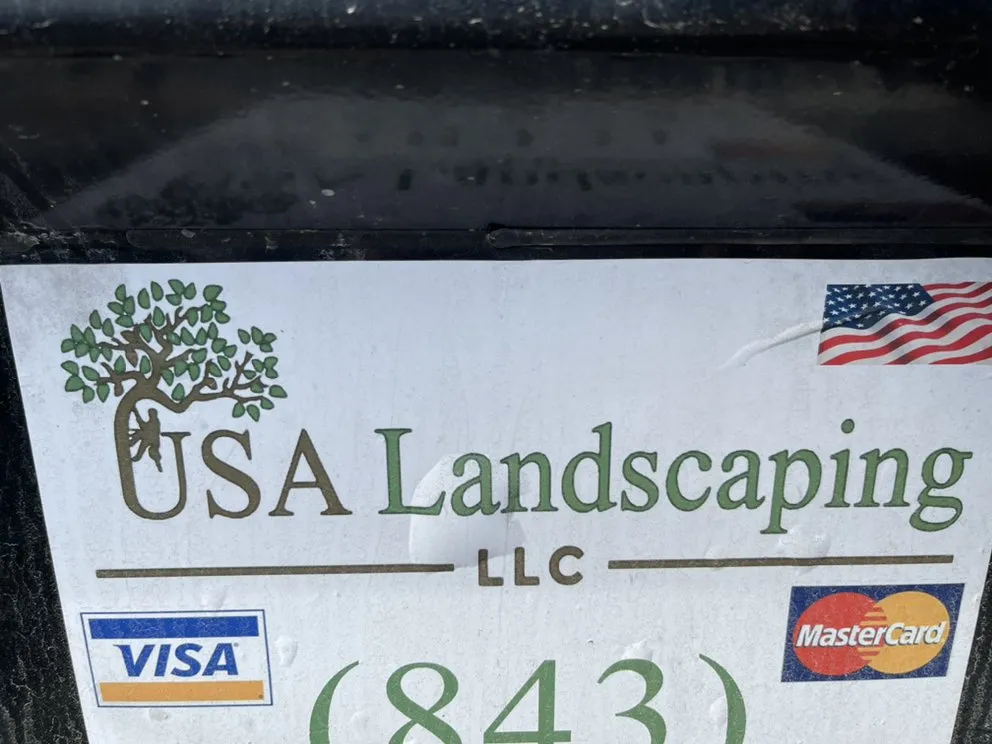 USA Landscaping
LLC
VISA
MasterCard
(843)